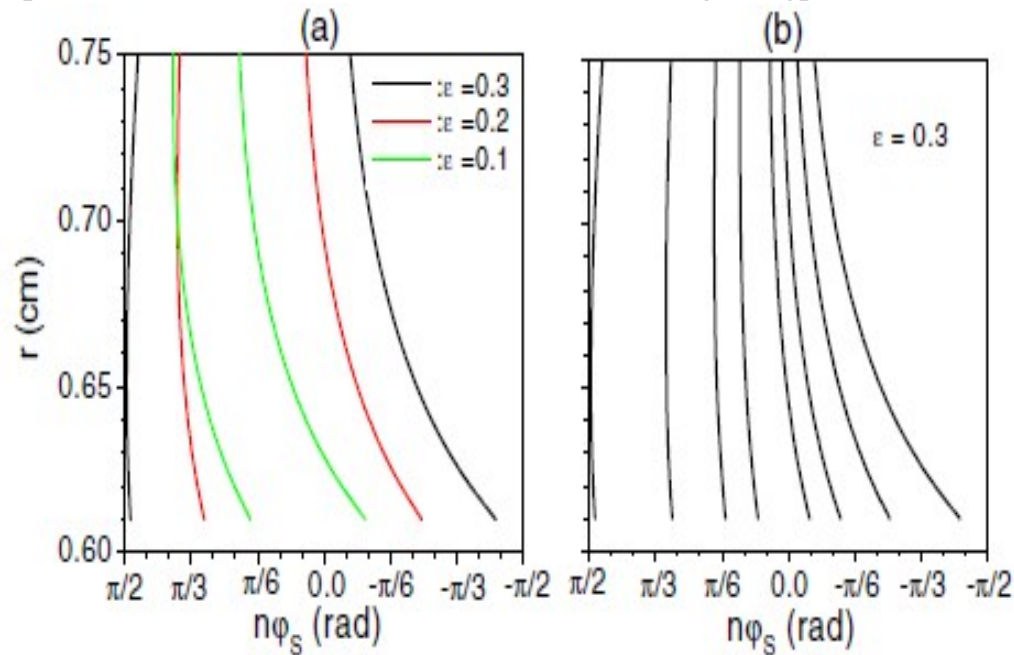 (a)
(b)
0.75
0.70
0.65
0.60
r (cm)
:ε =0.3
:ε =0.2
:ε =0.1
ε = 0.3
π/2 π/3 π/6 0.0 -π/6 -π/3 -π/2
π/2 π/3 π/6 0.0 -π/6 -π/3 -π/2
nφS (rad)
nφS (rad)